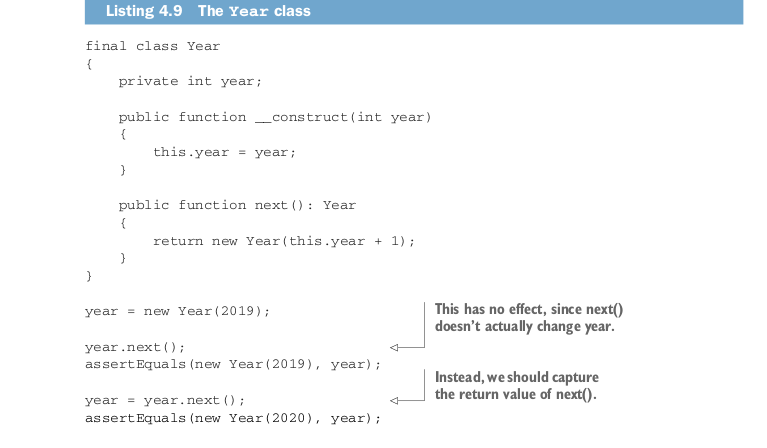 Listing 4.9 The Year class
final class Year
{
    private int year;

    public function __construct(int year)
    {
        this.year = year;
    }

    public function next(): Year
    {
        return new Year(this.year + 1);
    }
}

year = new Year(2019);

year.next();
This has no effect, since next()
doesn't actually change year.
assertEquals(new Year(2019), year);

year = year.next();
Instead, we should capture
the return value of next().
assertEquals(new Year(2020), year);